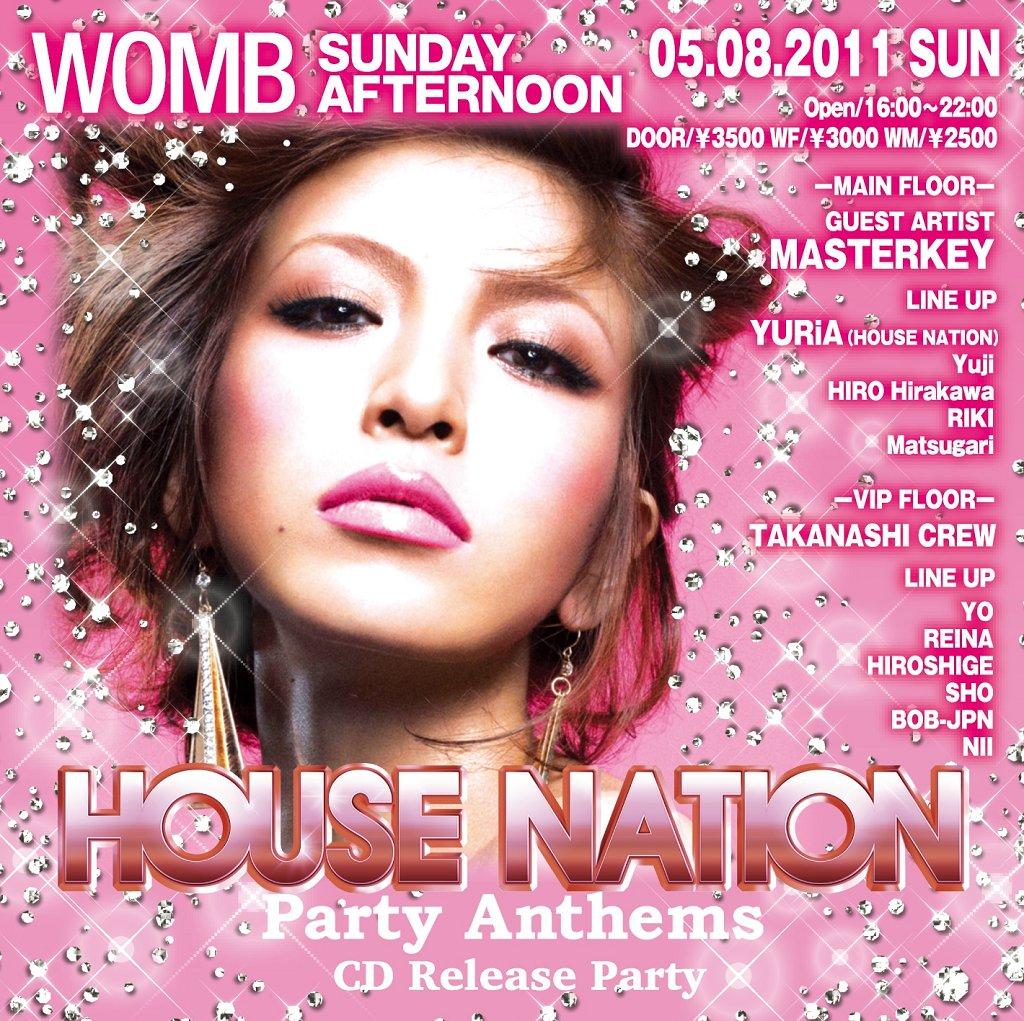 WOMB SUNDAY AFTERNOON
05.08.2011 SUN
Open/16:00~22:00
DOOR/¥3500 WF/¥3000 WM/¥2500
—MAIN FLOOR—
GUEST ARTIST
MASTERKEY
LINE UP
YURiA (HOUSE NATION)
Yuji
HIRO Hirakawa
RIKI
Matsugari
—VIP FLOOR—
TAKANASHI CREW
LINE UP
YO
REINA
HIROSHIGE
SHO
BOB-JPN
NII
HOUSE NATION
Party Anthems
CD Release Party